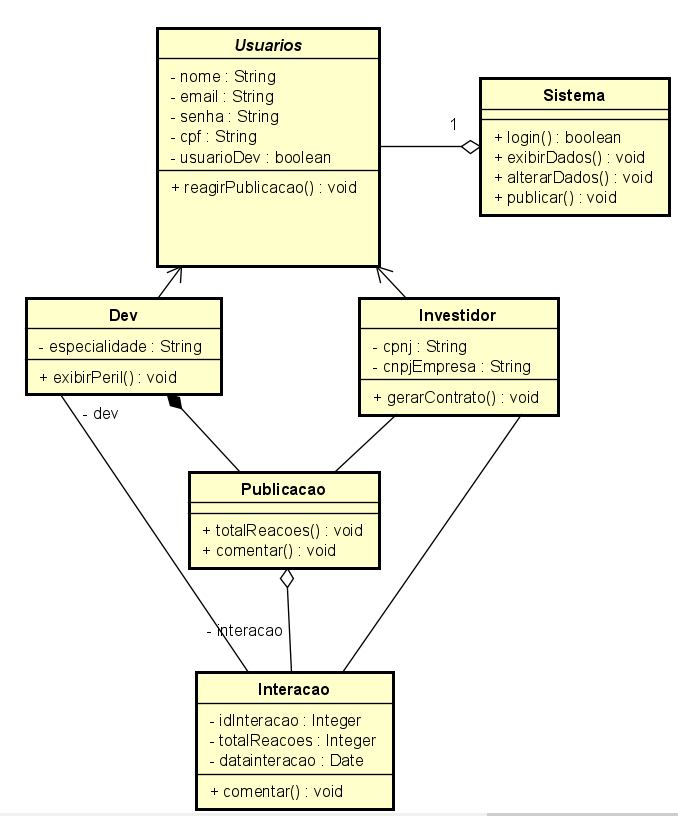 Usuarios
- nome : String
- email : String
- senha : String
- cpf : String
- usuarioDev : boolean
+ reagirPublicacao() : void
1
Sistema
+ login() : boolean
+ exibirDados() : void
+ alterarDados() : void
+ publicar() : void
Dev
- especialidade : String
+ exibirPeril() : void
- dev
Investidor
- cpnj : String
- cnpjEmpresa : String
+ gerarContrato() : void
Publicacao
+ totalReacoes() : void
+ comentar() : void
- interacao
Interacao
- idInteracao : Integer
- totalReacoes : Integer
- datainteracao : Date
+ comentar() : void